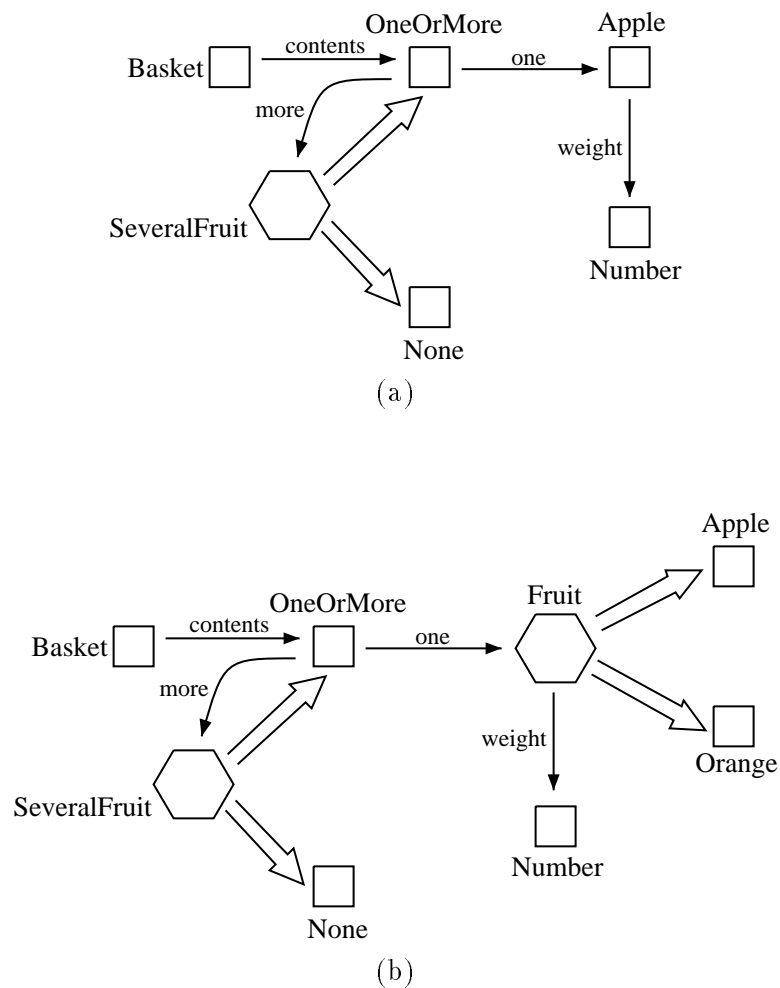 OneOrMore
Apple
contents
one
Basket
more
weight
SeveralFruit
Number
None
(a)
Apple
Fruit
OneOrMore
contents
one
Basket
more
weight
Orange
SeveralFruit
Number
None
(b)